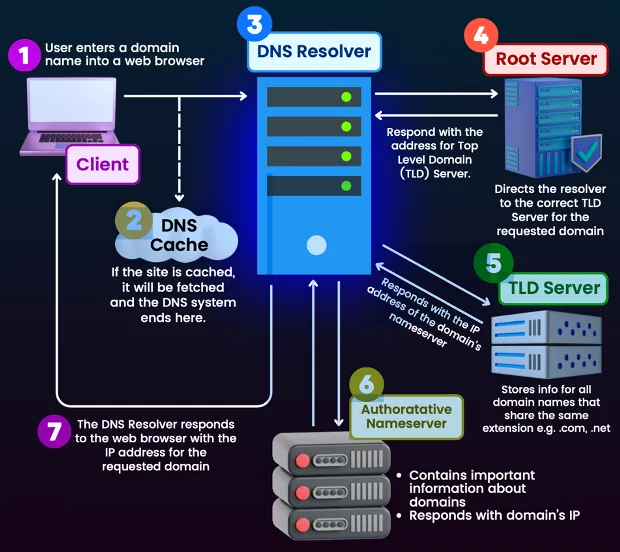 1
User enters a domain
name into a web browser
Client
2
DNS
Cache
If the site is cached,
it will be fetched
and the DNS system
ends here.
3
DNS Resolver
4
Root Server
Respond with the
address for Top
Level Domain
(TLD) Server.
Directs the resolver
to the correct TLD
Server for the
requested domain
5
TLD Server
Responds with the IP
address of the domain's
nameserver
Stores info for all
domain names that
share the same
extension e.g. .com, .net
6
Authoratative
Nameserver
• Contains important
information about
domains
• Responds with domain's IP
7
The DNS Resolver responds
to the web browser with the
IP address for the
requested domain